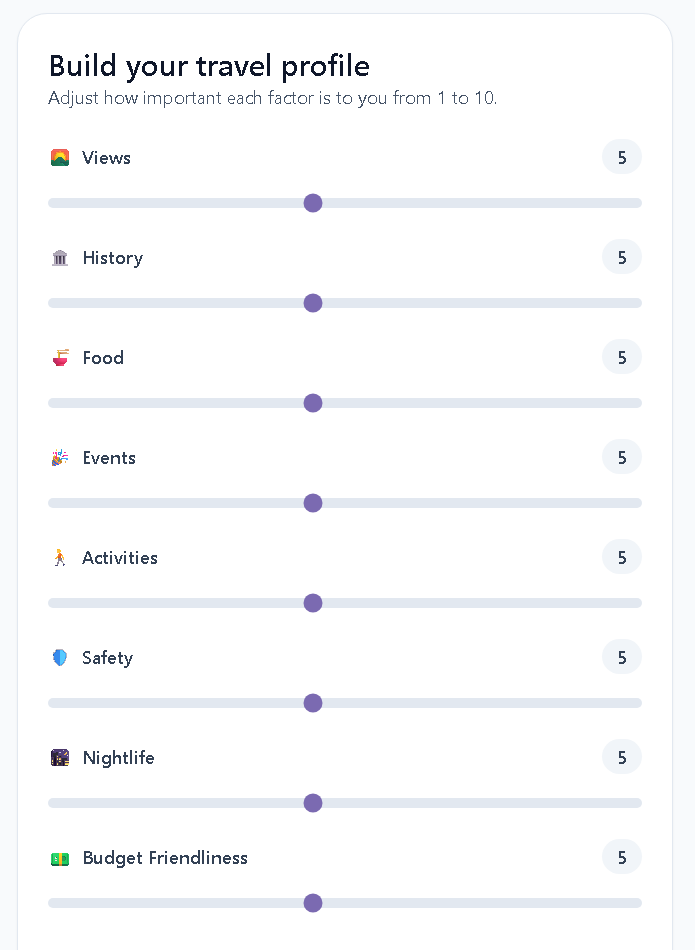 Build your travel profile
Adjust how important each factor is to you from 1 to 10.
Views 5
History 5
Food 5
Events 5
Activities 5
Safety 5
Nightlife 5
Budget Friendliness 5